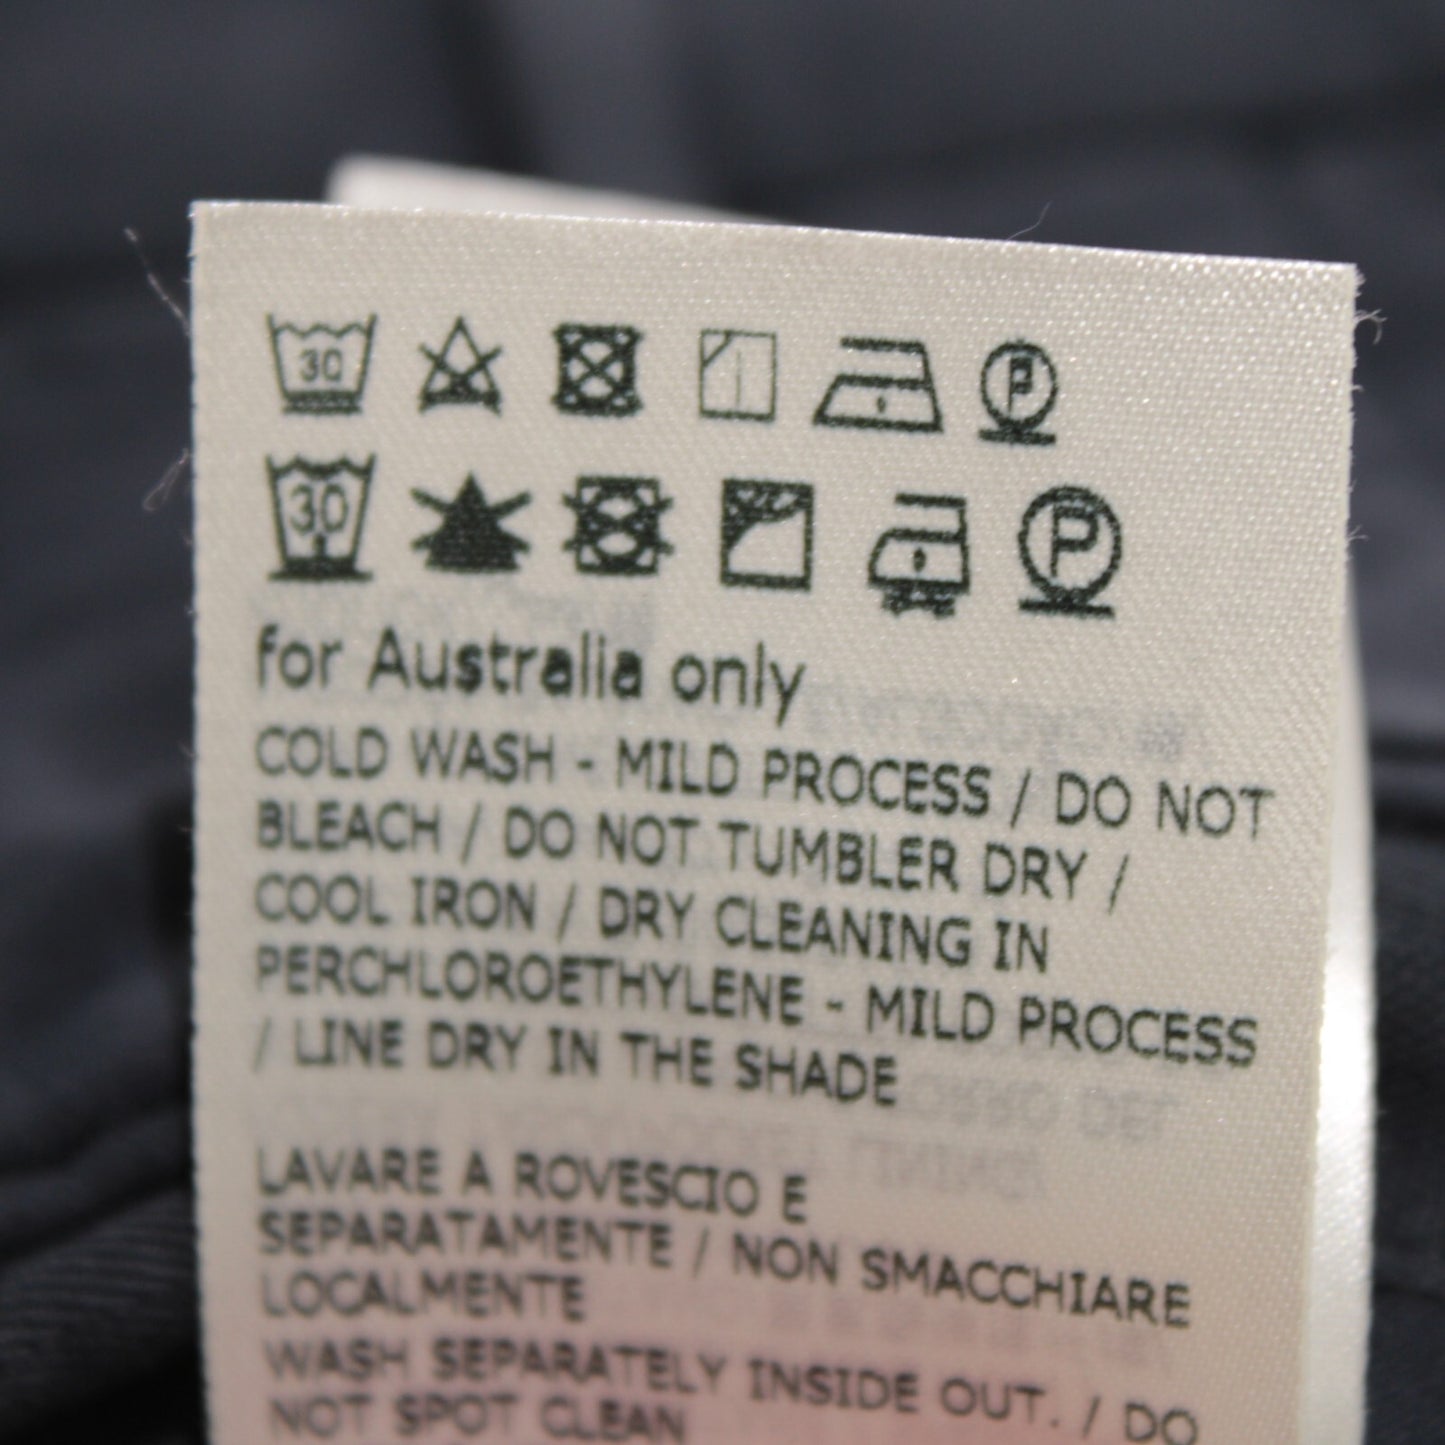 30 P
30 P
for Australia only
COLD WASH - MILD PROCESS / DO NOT
BLEACH / DO NOT TUMBLER DRY /
COOL IRON / DRY CLEANING IN
PERCHLOROETHYLENE - MILD PROCESS
/ LINE DRY IN THE SHADE
LAVARE A ROVESCIO E
SEPARATAMENTE / NON SMACCHIARE
LOCALMENTE
WASH SEPARATELY INSIDE OUT. / DO
NOT SPOT CLEAN